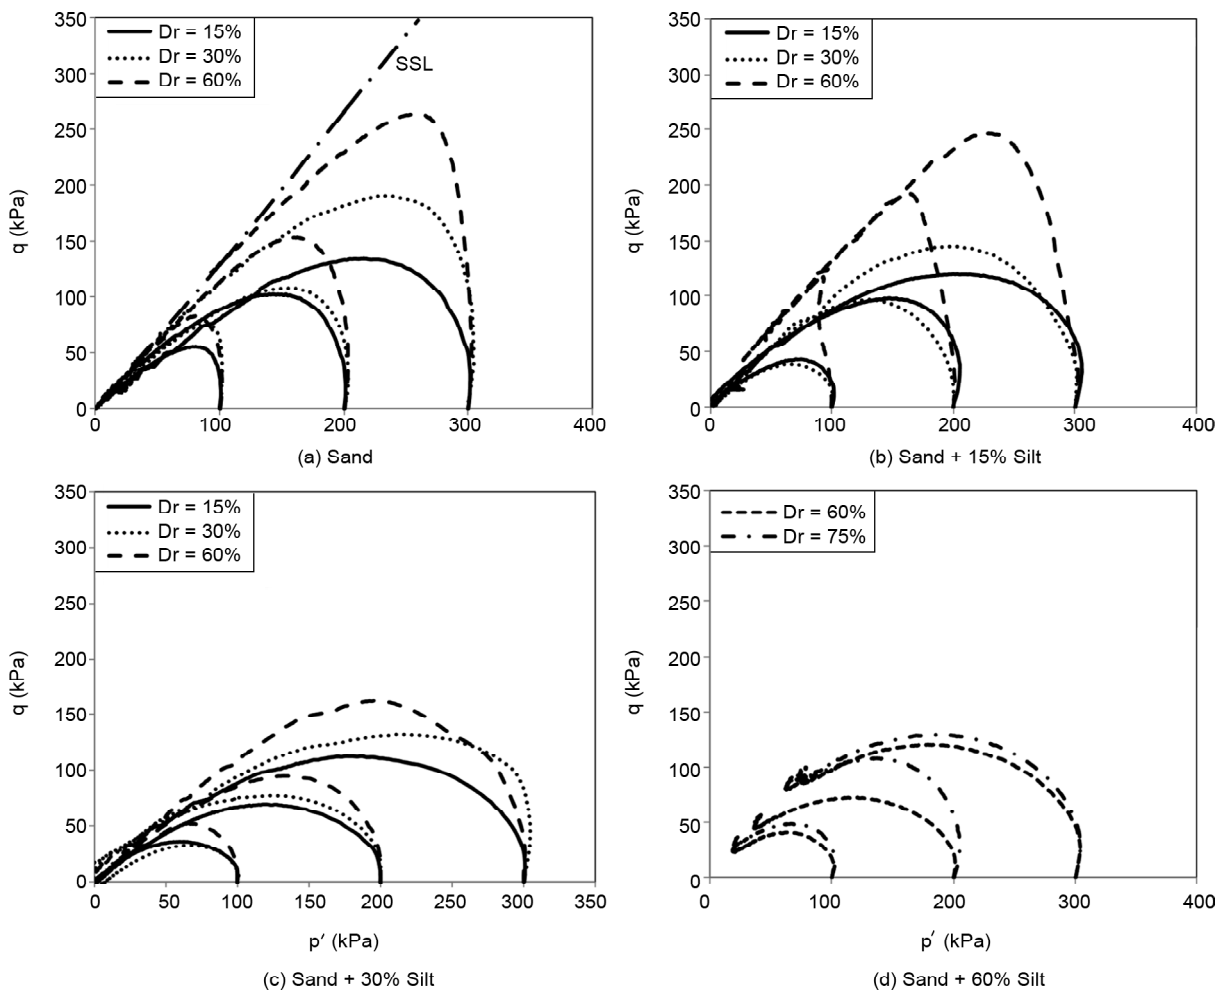 350
Dr = 15%
Dr = 30%
Dr = 60%
SSL
300
250
200
150
100
50
0
q (kPa)
0 100 200 300 400
(a) Sand
350
Dr = 15%
Dr = 30%
Dr = 60%
300
250
200
150
100
50
0
q (kPa)
0 100 200 300 400
(b) Sand + 15% Silt
350
Dr = 15%
Dr = 30%
Dr = 60%
300
250
200
150
100
50
0
q (kPa)
0 50 100 150 200 250 300 350
p′ (kPa)
(c) Sand + 30% Silt
350
Dr = 60%
Dr = 75%
300
250
200
150
100
50
0
q (kPa)
0 100 200 300 400
p′ (kPa)
(d) Sand + 60% Silt